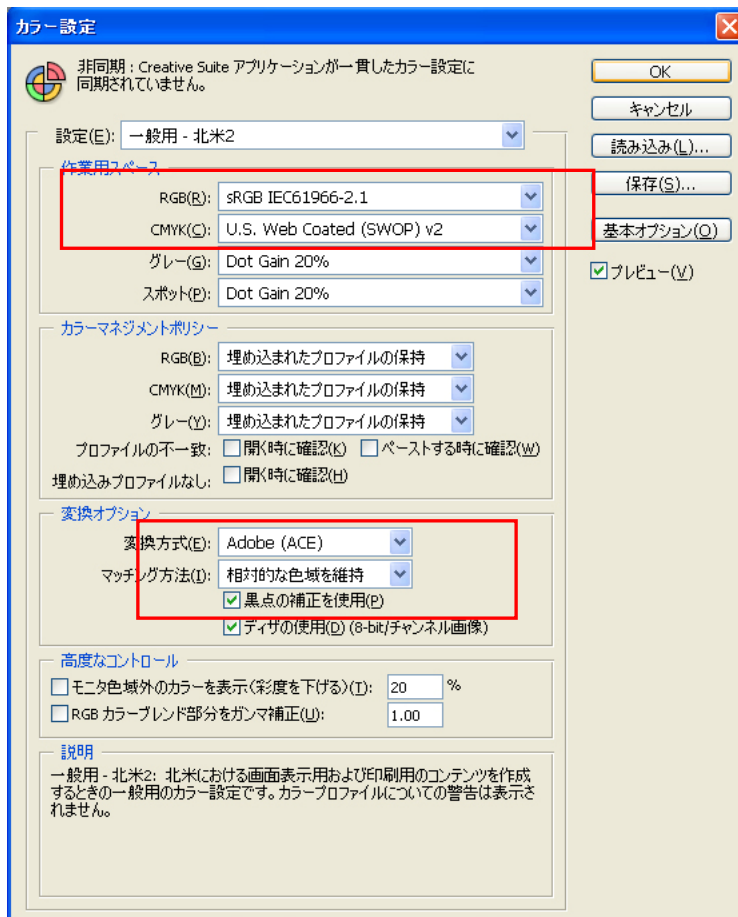 カラー設定
非同期 : Creative Suite アプリケーションが一貫したカラー設定に
同期されていません。
OK
キャンセル
読み込み(L)...
保存(S)...
基本オプション(O)
プレビュー(V)
設定(E): 一般用 - 北米2
作業用スペース
RGB(R): sRGB IEC61966-2.1
CMYK(C): U.S. Web Coated (SWOP) v2
グレー(G): Dot Gain 20%
スポット(P): Dot Gain 20%
カラーマネジメントポリシー
RGB(B): 埋め込まれたプロファイルの保持
CMYK(M): 埋め込まれたプロファイルの保持
グレー(Y): 埋め込まれたプロファイルの保持
プロファイルの不一致: 開く時に確認(K) ペーストする時に確認(W)
埋め込みプロファイルなし: 開く時に確認(H)
変換オプション
変換方式(E): Adobe (ACE)
マッチング方法(I): 相対的な色域を維持
黒点の補正を使用(P)
ディザの使用(D) (8-bit/チャンネル画像)
高度なコントロール
モニタ色域外のカラーを表示(彩度を下げる)(T): 20 %
RGB カラーブレンド部分をガンマ補正(U): 1.00
説明
一般用 - 北米2: 北米における画面表示用および印刷用のコンテンツを作成
するときの一般用のカラー設定です。カラープロファイルについての警告は表示さ
れません。